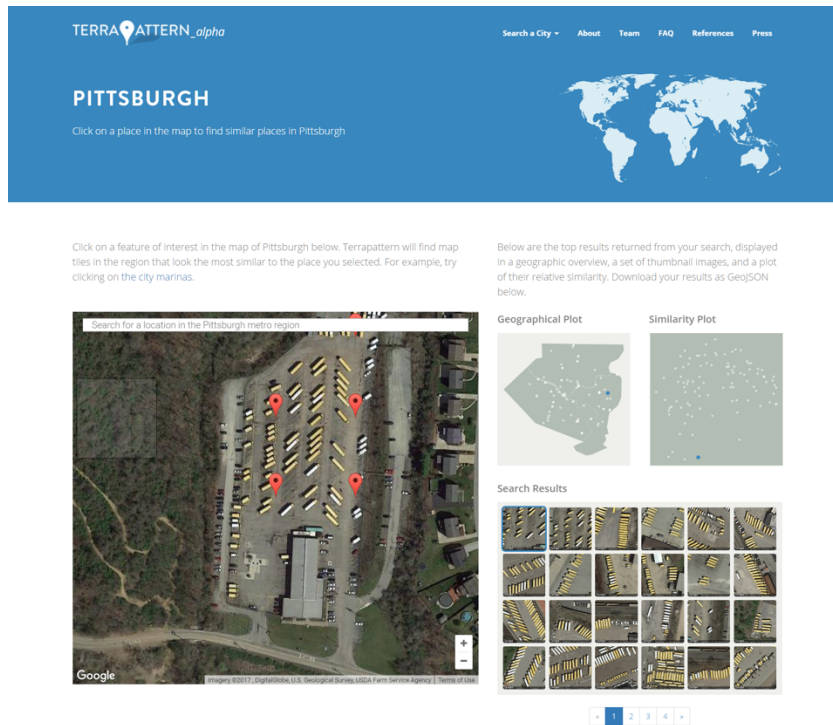 TERRAPATTERN_alpha
Search a City
About
Team
FAQ
References
Press
PITTSBURGH
Click on a place in the map to find similar places in Pittsburgh
Click on a feature of interest in the map of Pittsburgh below. Terrapattern will find map
tiles in the region that look the most similar to the place you selected. For example, try
clicking on the city marinas.
Below are the top results returned from your search, displayed
in a geographic overview, a set of thumbnail images, and a plot
of their relative similarity. Download your results as GeoJSON
below.
Search for a location in the Pittsburgh metro region
Geographical Plot
Similarity Plot
Search Results
+
−
Google
Imagery ©2017 , DigitalGlobe, U.S. Geological Survey, USDA Farm Service Agency
Terms of Use
« 1 2 3 4 »